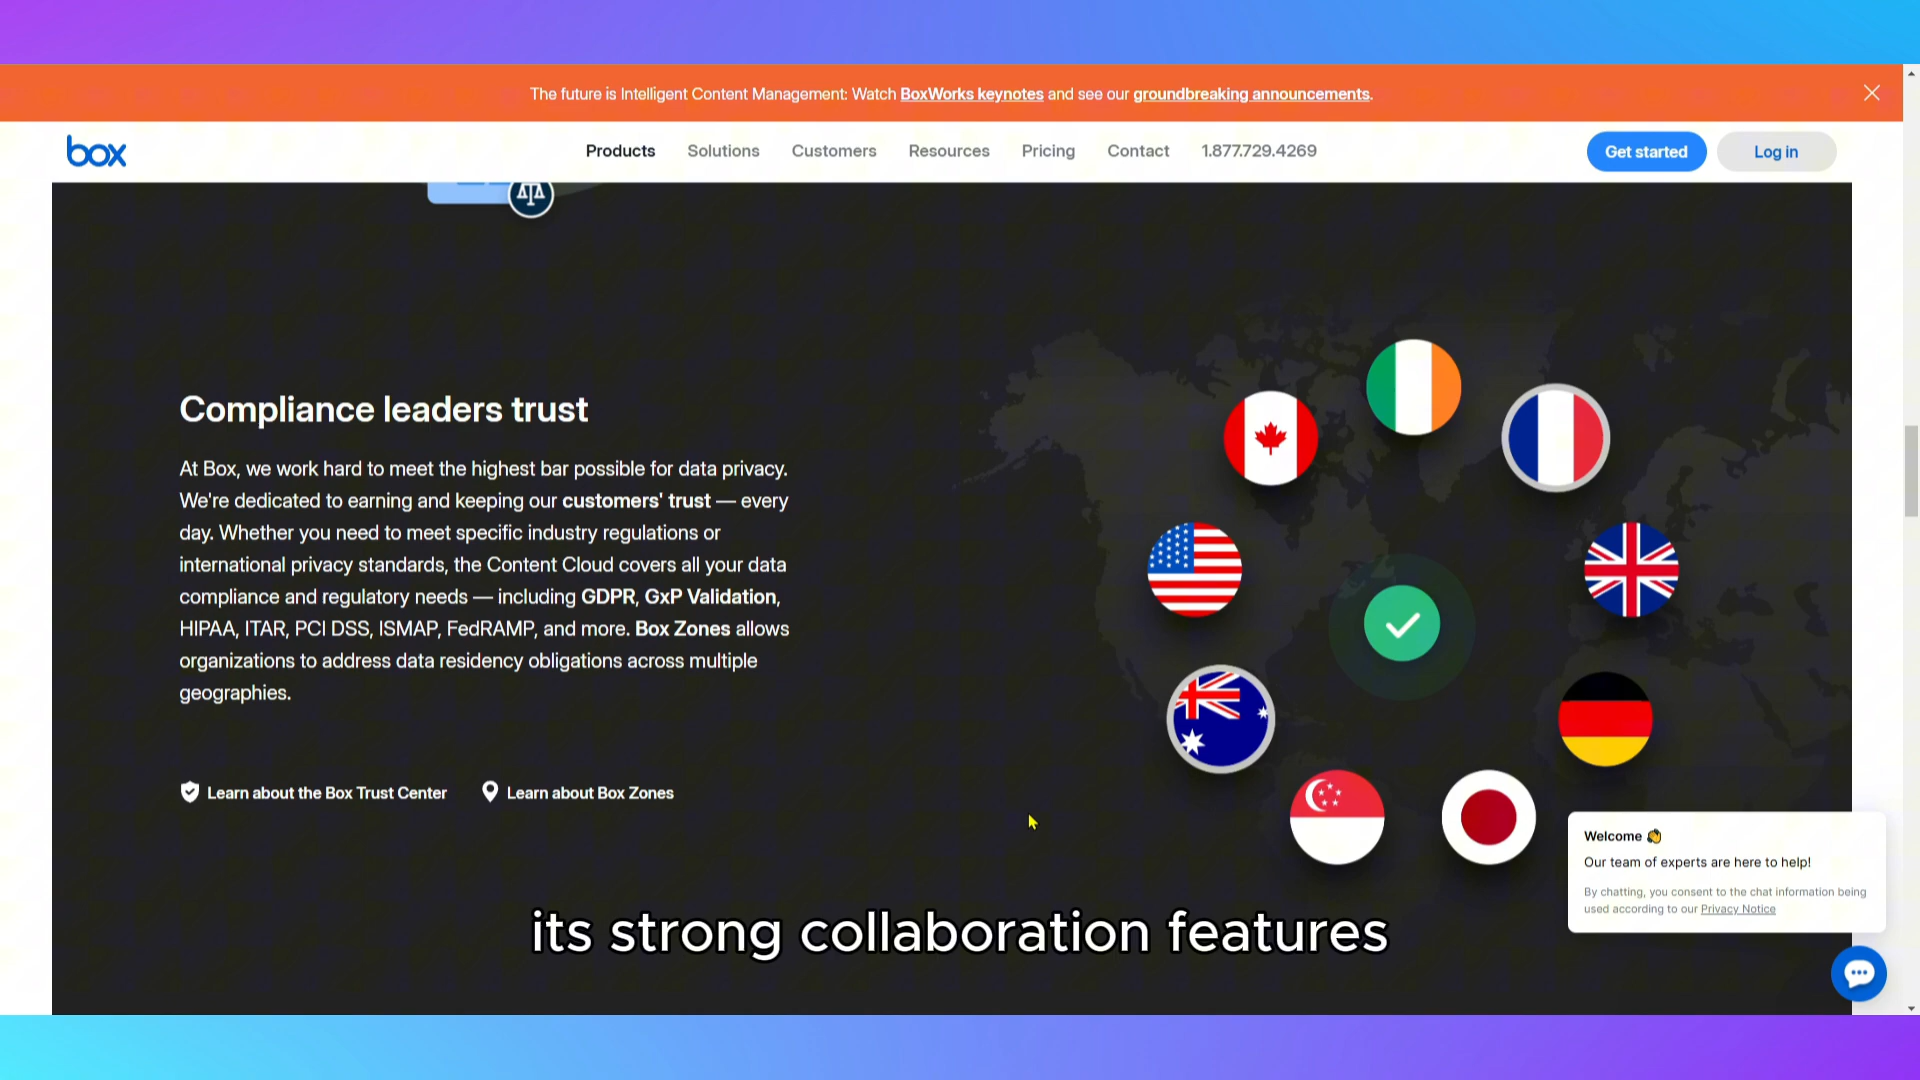 The future is Intelligent Content Management: Watch BoxWorks keynotes and see our groundbreaking announcements.
box
Products
Solutions
Customers
Resources
Pricing
Contact
1.877.729.4269
Get started
Log in
Compliance leaders trust
At Box, we work hard to meet the highest bar possible for data privacy.
We're dedicated to earning and keeping our customers' trust — every
day. Whether you need to meet specific industry regulations or
international privacy standards, the Content Cloud covers all your data
compliance and regulatory needs — including GDPR, GxP Validation,
HIPAA, ITAR, PCI DSS, ISMAP, FedRAMP, and more. Box Zones allows
organizations to address data residency obligations across multiple
geographies.
Learn about the Box Trust Center
Learn about Box Zones
Welcome 👋
Our team of experts are here to help!
By chatting, you consent to the chat information being
used according to our Privacy Notice
its strong collaboration features